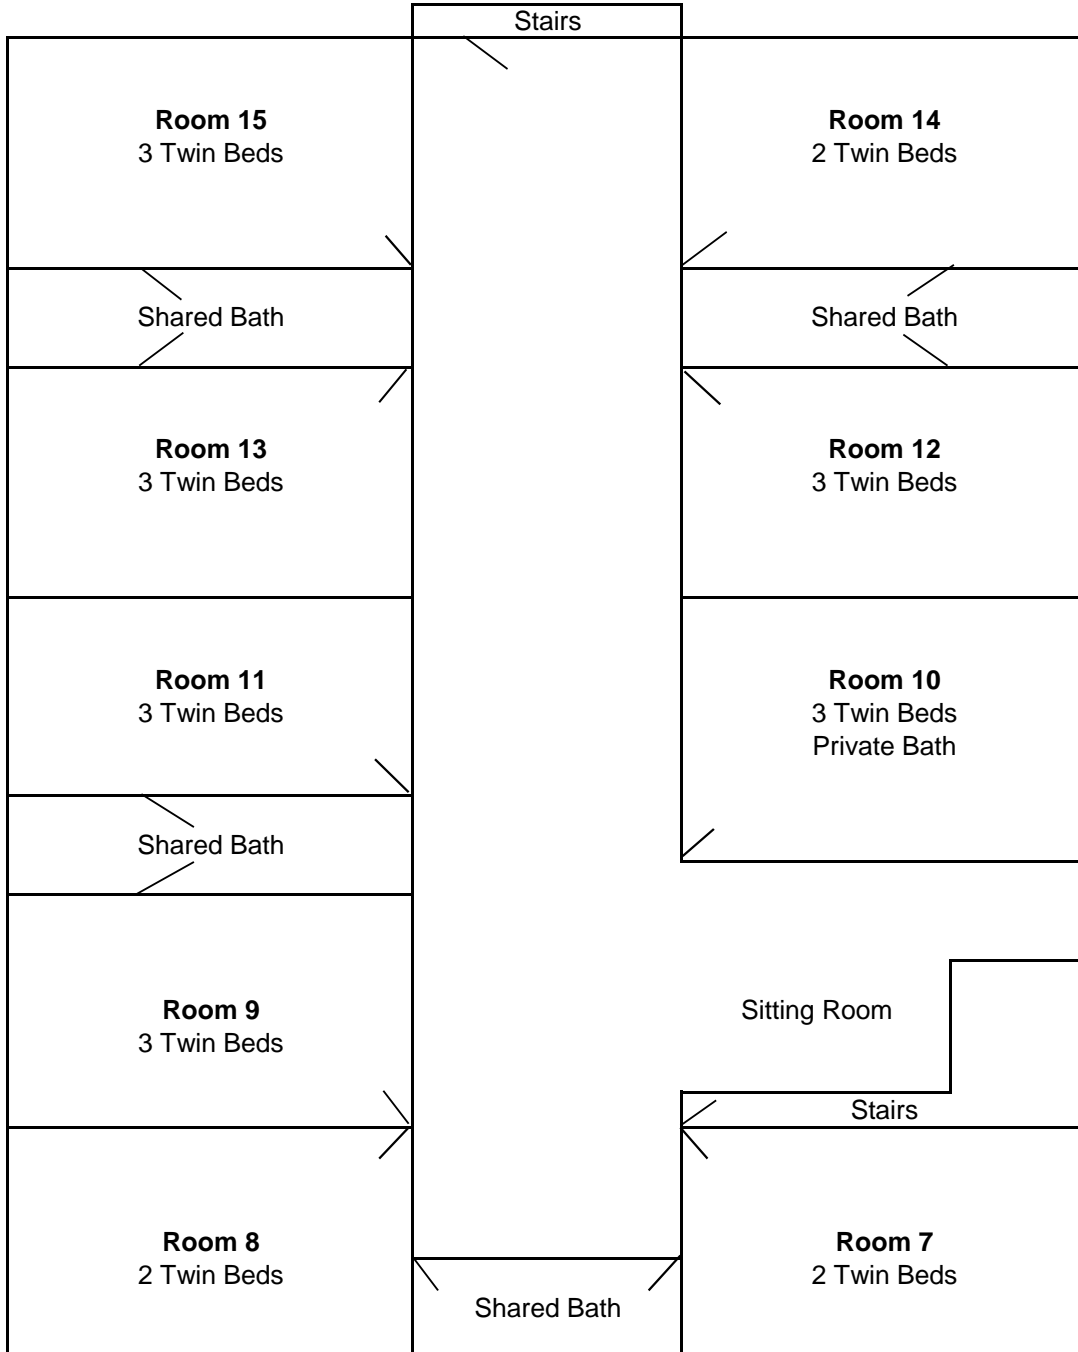 Stairs
Room 15
3 Twin Beds
Room 14
2 Twin Beds
Shared Bath
Shared Bath
Room 13
3 Twin Beds
Room 12
3 Twin Beds
Room 11
3 Twin Beds
Room 10
3 Twin Beds
Private Bath
Shared Bath
Room 9
3 Twin Beds
Sitting Room
Stairs
Room 8
2 Twin Beds
Room 7
2 Twin Beds
Shared Bath